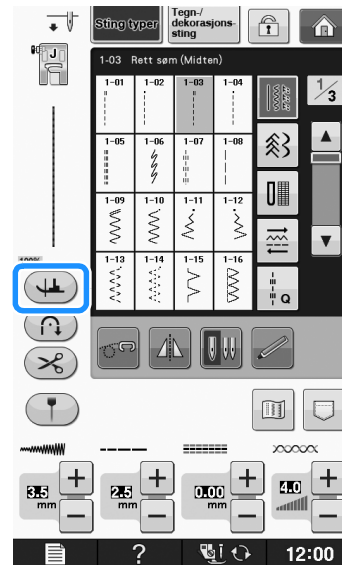 Sting typer
Tegn-/
dekorasjons-
sting
J
1-03 Rett søm (Midten)
1-01 1-02 1-03 1-04
1/3
1-05 1-06 1-07 1-08
1-09 1-10 1-11 1-12
1-13 1-14 1-15 1-16
Q
100%
3.5 mm
2.5 mm
0.00 mm
4.0
?
12:00